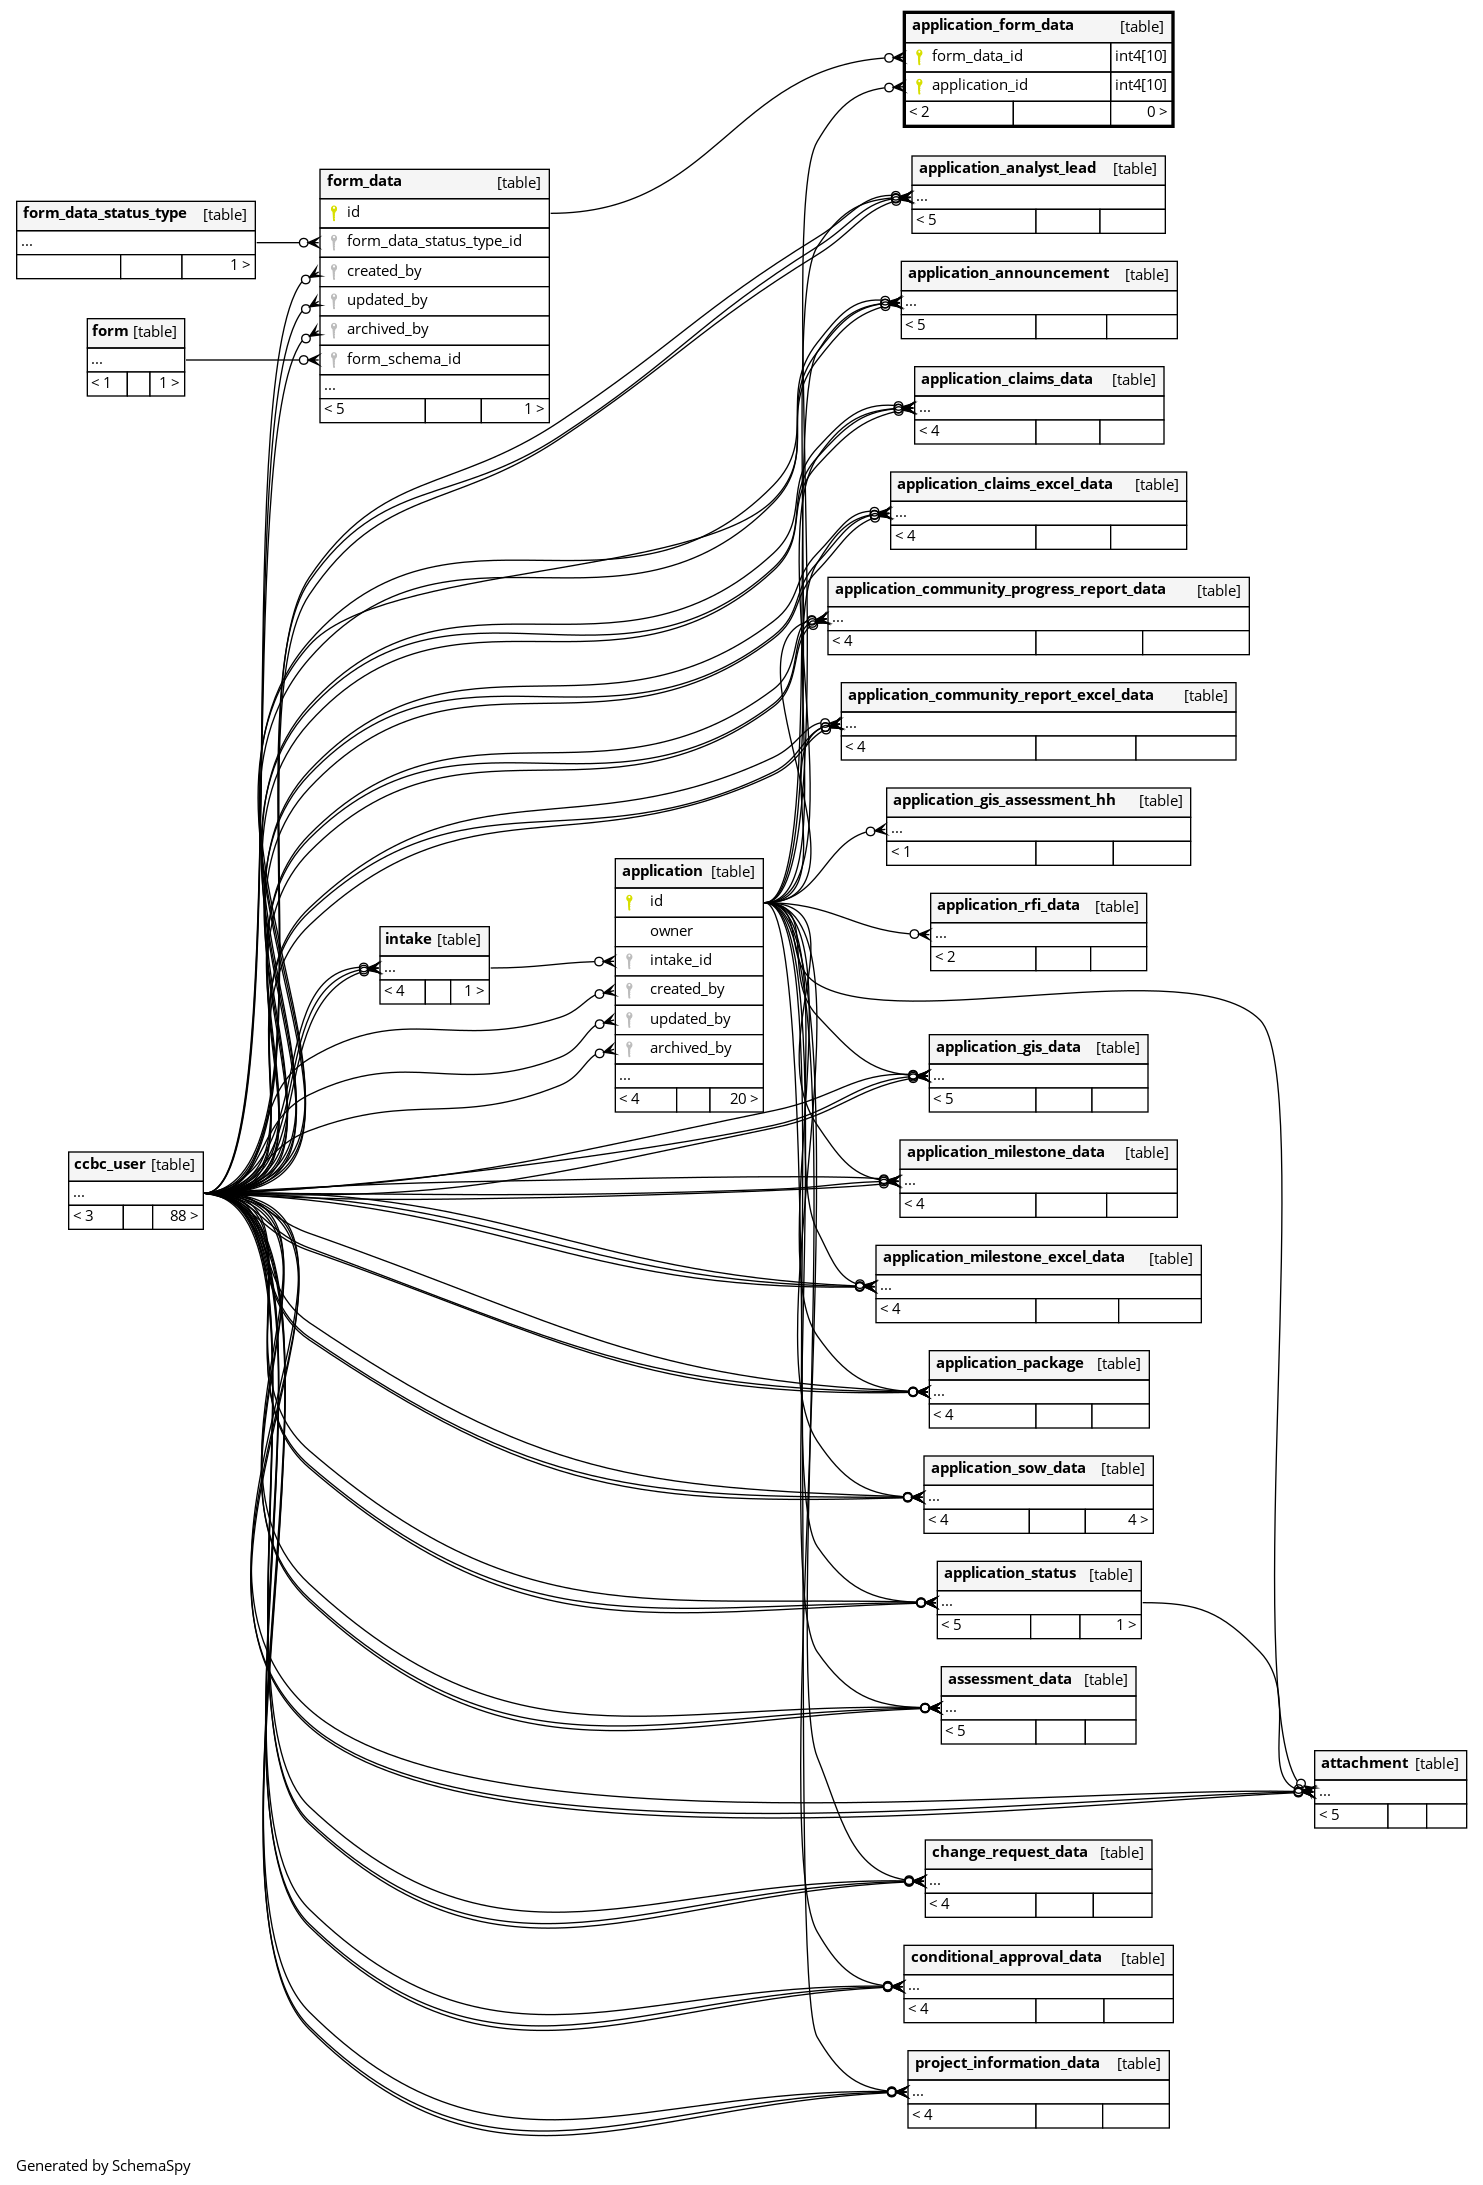 application_form_data [table]
form_data_id int4[10]
application_id int4[10]
< 2 0 >
application_analyst_lead [table]
...
< 5
form_data [table]
id
form_data_status_type_id
created_by
updated_by
archived_by
form_schema_id
...
< 5 1 >
form_data_status_type [table]
...
1 >
form [table]
...
< 1 1 >
application_announcement [table]
...
< 5
application_claims_data [table]
...
< 4
application_claims_excel_data [table]
...
< 4
application_community_progress_report_data [table]
...
< 4
application_community_report_excel_data [table]
...
< 4
application_gis_assessment_hh [table]
...
< 1
application [table]
id
owner
intake_id
created_by
updated_by
archived_by
...
< 4 20 >
intake [table]
...
< 4 1 >
application_rfi_data [table]
...
< 2
application_gis_data [table]
...
< 5
application_milestone_data [table]
...
< 4
ccbc_user [table]
...
< 3 88 >
application_milestone_excel_data [table]
...
< 4
application_package [table]
...
< 4
application_sow_data [table]
...
< 4 4 >
application_status [table]
...
< 5 1 >
assessment_data [table]
...
< 5
attachment [table]
...
< 5
change_request_data [table]
...
< 4
conditional_approval_data [table]
...
< 4
project_information_data [table]
...
< 4
Generated by SchemaSpy